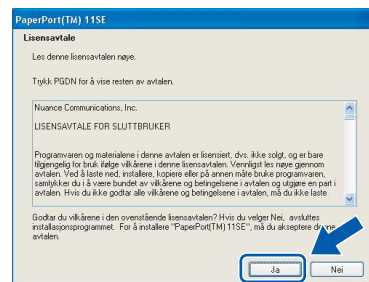 PaperPort(TM) 11SE
Lisensavtale
Les denne lisensavtalen nøye.
Trykk PGDN for å vise resten av avtalen.
Nuance Communications, Inc.
LISENSAVTALE FOR SLUTTBRUKER
Programvaren og materialene i denne avtalen er lisensiert, dvs. ikke solgt, og er bare
tilgjengelig for bruk ifølge vilkårene i denne lisensavtalen. Vennligst les nøye gjennom
avtalen. Ved å laste ned, installere, kopiere eller på annen måte bruke programvaren,
samtykker du i å være bundet av vilkårene og betingelsene i avtalen og utgjøre en part i
avtalen. Hvis du ikke godtar alle vilkårene og betingelsene i avtalen, må du ikke laste
Godtar du vilkårene i den ovenstående lisensavtalen? Hvis du velger Nei, avsluttes
installasjonsprogrammet. For å installere "PaperPort(TM) 11SE", må du akseptere denne
avtalen.
Ja
Nei